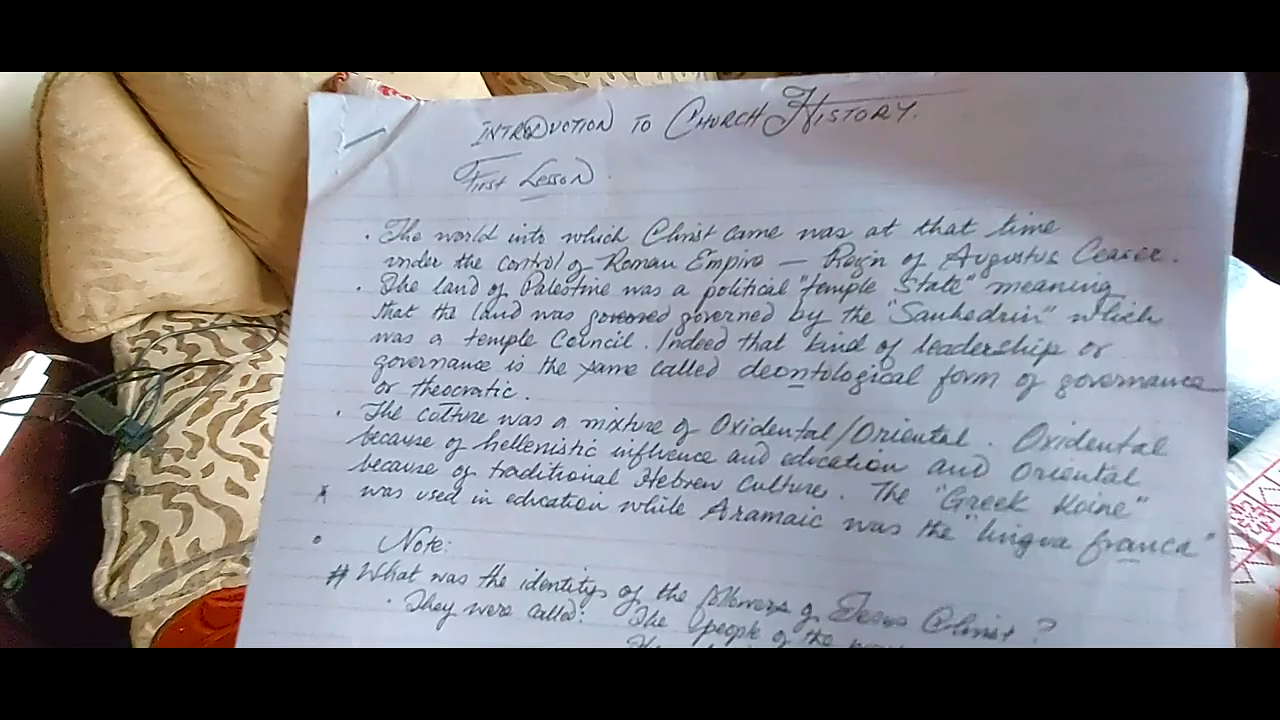 INTRODUCTION TO CHURCH HISTORY.
First Lesson.
. The world into which Christ came was at that time
under the control of Roman Empire — Reign of Augustus Ceaser.
. The land of Palestine was a political "temple State" meaning
that the land was govered governed by the "Sanhedrin" which
was a temple Council. Indeed that kind of leadership or
governance is the same called deontological form of governance
or theocratic.
. The culture was a mixture of Oxidental/Oriental. Oxidental
because of hellenistic influence and education and Oriental
because of traditional Hebrew Culture. The "Greek Koine"
* was used in education while Aramaic was the "lingua franca"
Note:
# What was the identity of the followers of Jesus Christ?
. They were called: The people of the